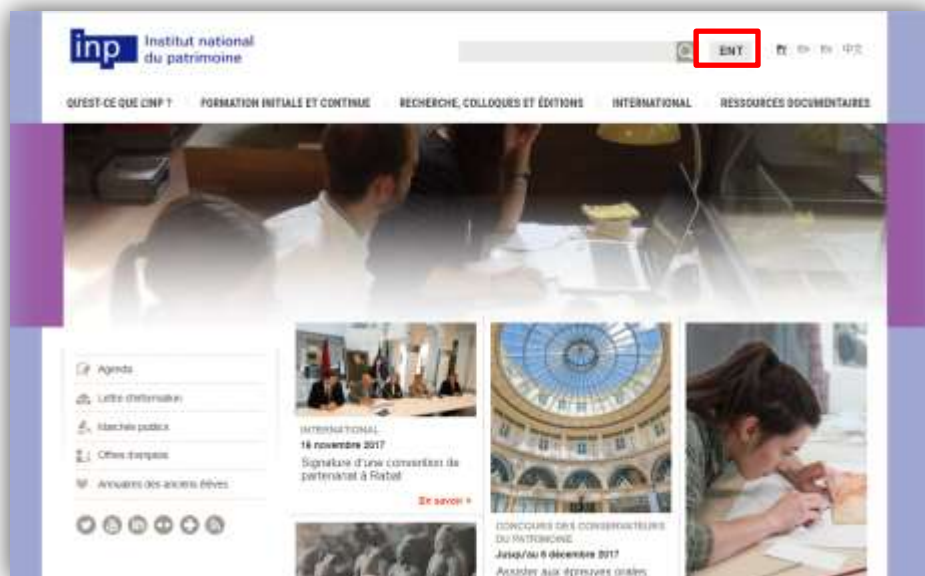 inp Institut national
du patrimoine
ENT
中文
QU'EST-CE QUE L'INP ? FORMATION INITIALE ET CONTINUE RECHERCHE, COLLOQUES ET ÉDITIONS INTERNATIONAL RESSOURCES DOCUMENTAIRES
Agenda
Lettre d'information
Marchés publics
Offres d'emplois
Annuaires des anciens élèves
INTERNATIONAL
16 novembre 2017
Signature d'une convention de
partenariat à Rabat
En savoir +
CONCOURS DES CONSERVATEURS
DU PATRIMOINE
Jusqu'au 6 décembre 2017
Assister aux épreuves orales